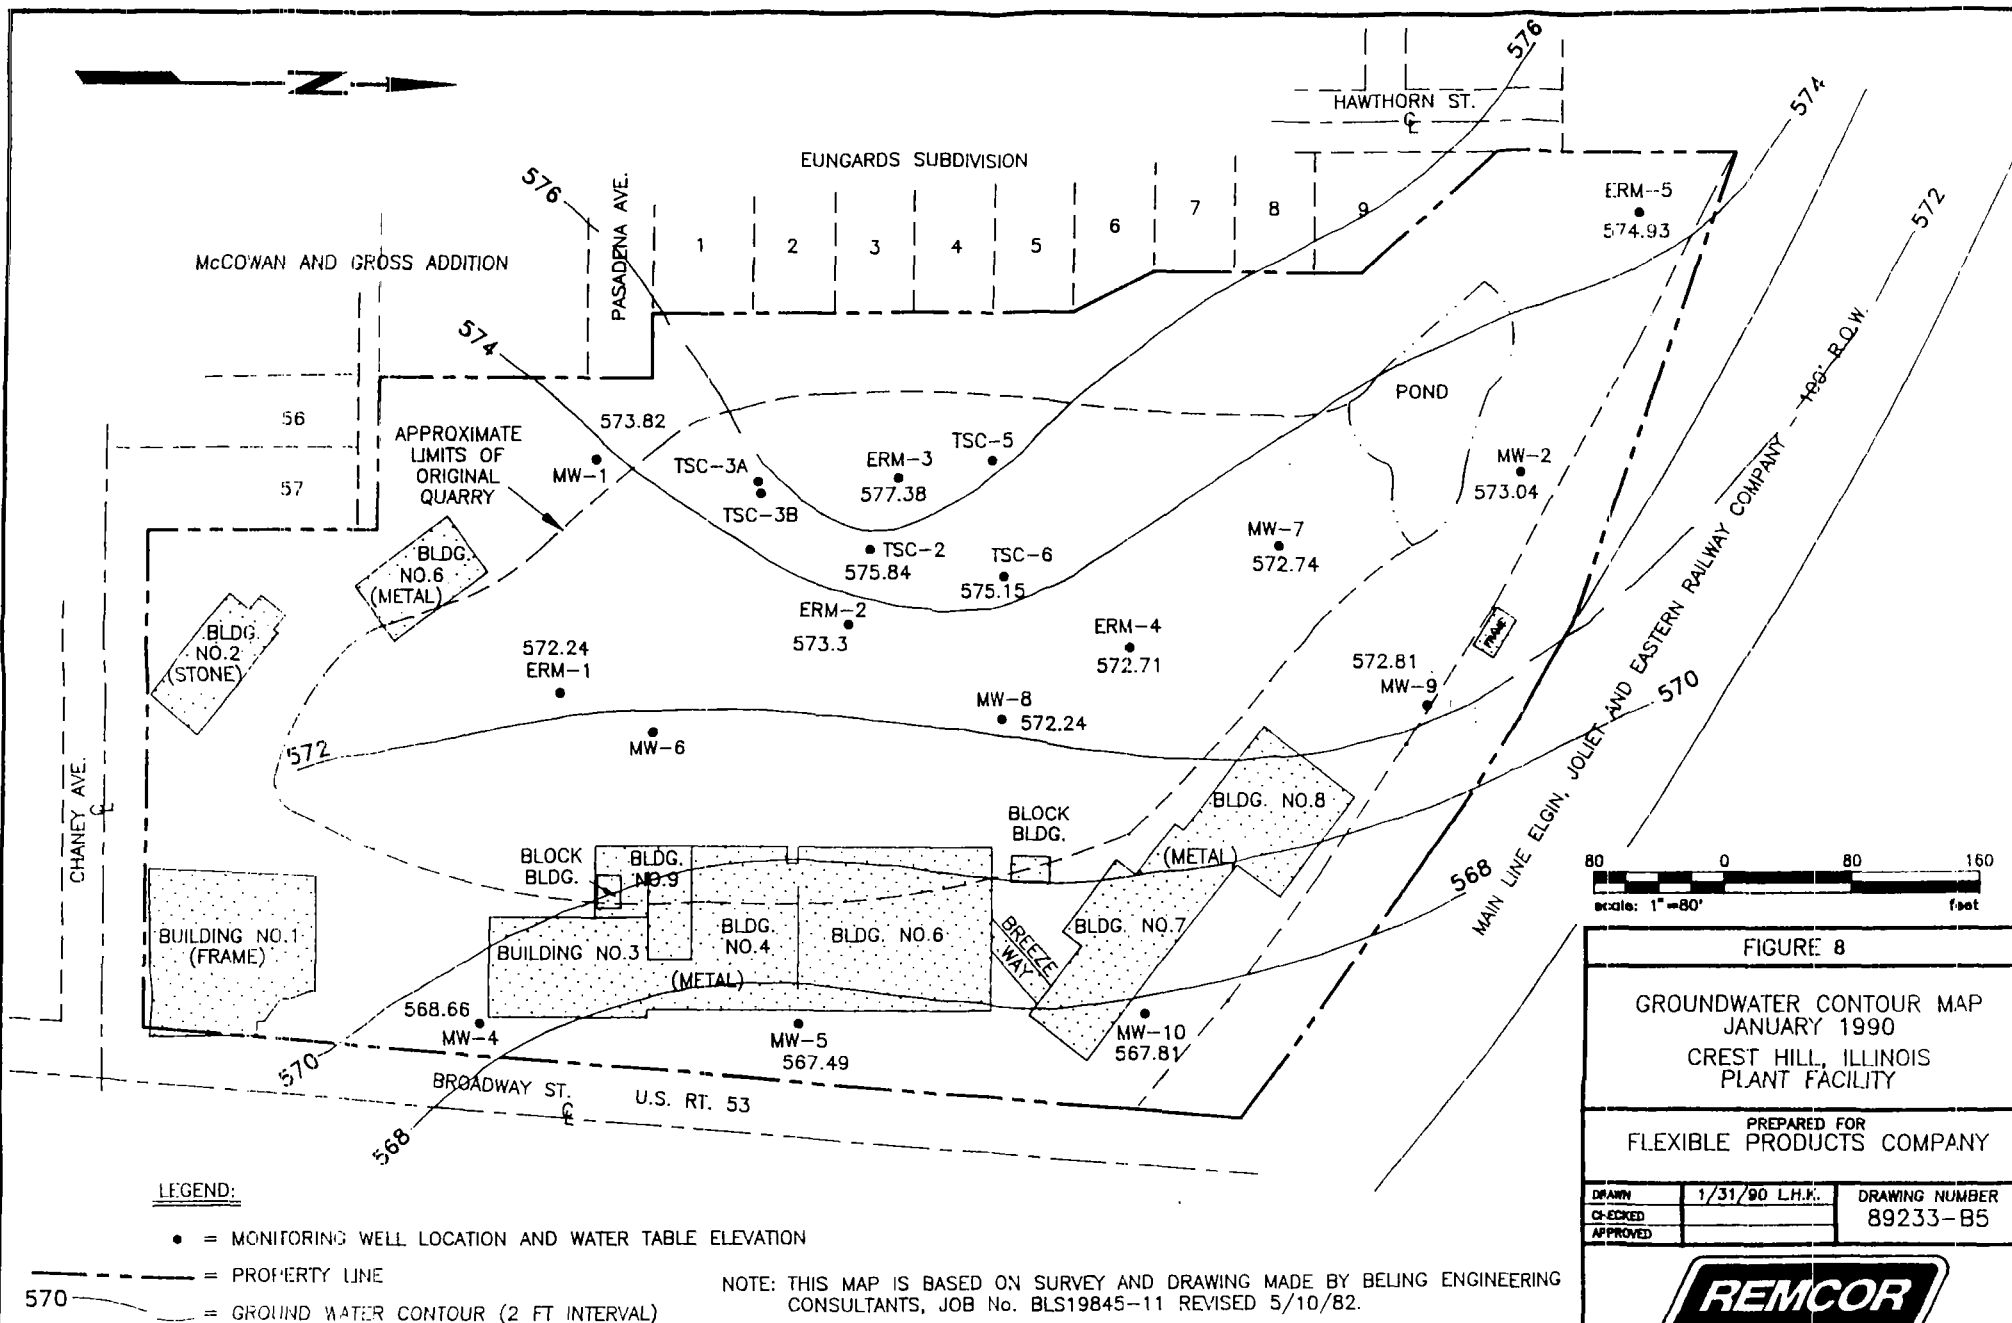 N
576
HAWTHORN ST.
574
EUNGARDS SUBDIVISION
576
PASADENA AVE.
1
2
3
4
5
6
7
8
9
ERM-5
574.93
572
McCOWAN AND GROSS ADDITION
574
100' R.O.W.
56
57
APPROXIMATE
LIMITS OF
ORIGINAL
QUARRY
573.82
MW-1
TSC-3A
TSC-3B
ERM-3
577.38
TSC-5
POND
MW-2
573.04
MW-7
572.74
TSC-2
575.84
TSC-6
575.15
BLDG.
NO.6
(METAL)
BLDG.
NO.2
(STONE)
ERM-2
573.3
ERM-4
572.71
FRAME
572.24
ERM-1
572.81
MW-9
MW-8
572.24
MW-6
572
570
MAIN LINE ELGIN, JOLIET AND EASTERN RAILWAY COMPANY
CHANEY AVE.
℄
BLDG. NO.8
(METAL)
BLOCK
BLDG.
BLOCK
BLDG.
BLDG.
NO.9
568
BUILDING NO.1
(FRAME)
BUILDING NO.3
BLDG.
NO.4
BLDG. NO.6
(METAL)
BREEZE
WAY
BLDG. NO.7
568.66
MW-4
MW-5
567.49
MW-10
567.81
570
568
BROADWAY ST.
℄
U.S. RT. 53
80 0 80 160
scale: 1"=80' feet
FIGURE 8
GROUNDWATER CONTOUR MAP
JANUARY 1990
CREST HILL, ILLINOIS
PLANT FACILITY
PREPARED FOR
FLEXIBLE PRODUCTS COMPANY
DRAWN 1/31/90 L.H.K.
CHECKED
APPROVED
DRAWING NUMBER
89233-B5
REMCOR
LEGEND:
• = MONITORING WELL LOCATION AND WATER TABLE ELEVATION
= PROPERTY LINE
570 = GROUND WATER CONTOUR (2 FT INTERVAL)
NOTE: THIS MAP IS BASED ON SURVEY AND DRAWING MADE BY BELING ENGINEERING
CONSULTANTS, JOB No. BLS19845-11 REVISED 5/10/82.